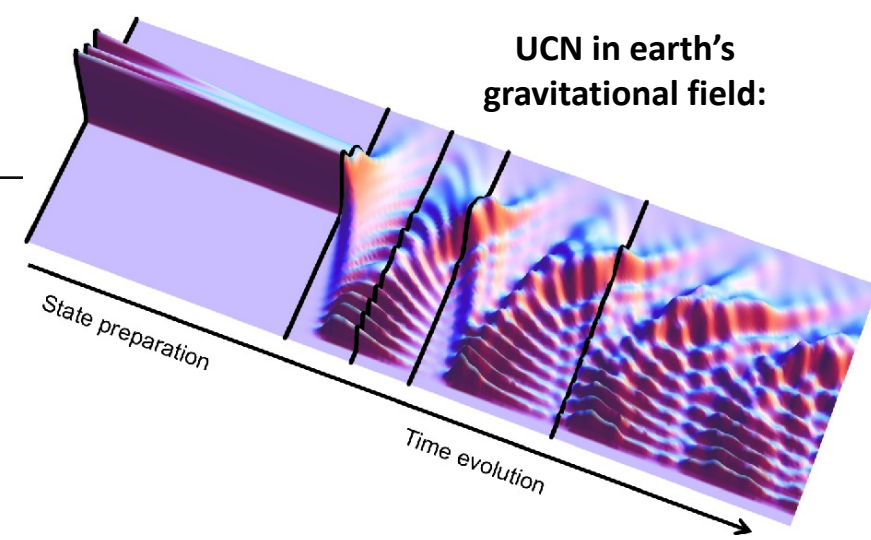 UCN in earth's
gravitational field:
State preparation
Time evolution